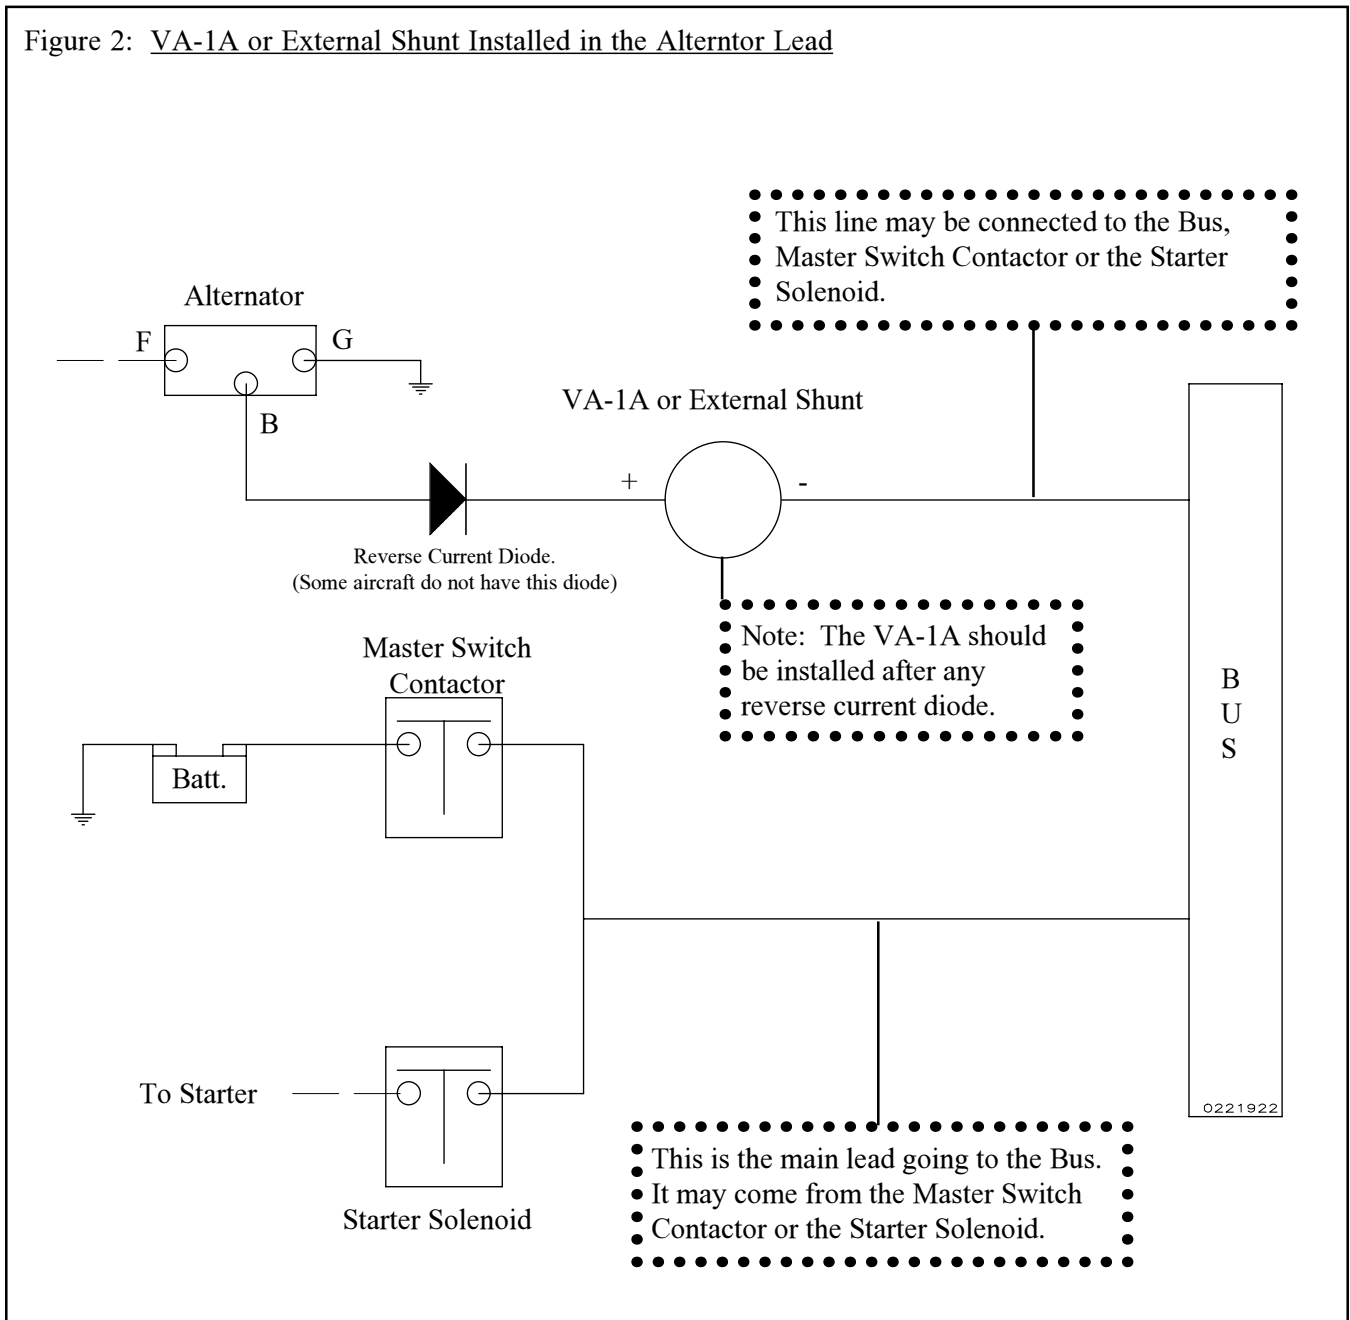 Figure 2:  VA-1A or External Shunt Installed in the Alterntor Lead
This line may be connected to the Bus,
Master Switch Contactor or the Starter
Solenoid.
Alternator
F
G
B
VA-1A or External Shunt
+
-
Reverse Current Diode.
(Some aircraft do not have this diode)
Note:  The VA-1A should
be installed after any
reverse current diode.
Master Switch
Contactor
Batt.
B
U
S
To Starter
Starter Solenoid
0221922
This is the main lead going to the Bus.
It may come from the Master Switch
Contactor or the Starter Solenoid.